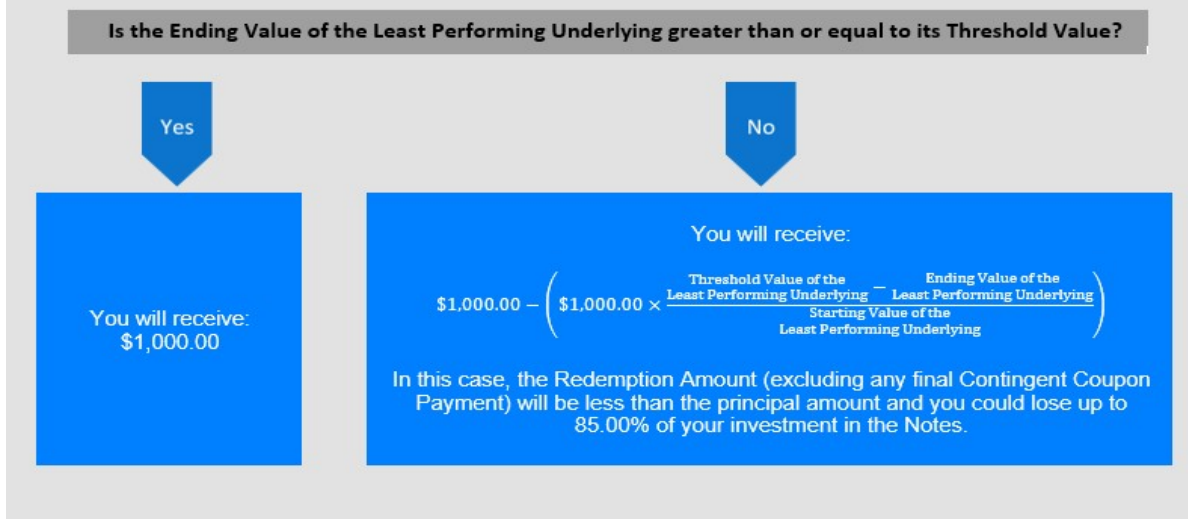 Is the Ending Value of the Least Performing Underlying greater than or equal to its Threshold Value?
Yes
No
You will receive:
$1,000.00
You will receive:
$1,000.00 − ($1,000.00 × (Threshold Value of the Least Performing Underlying − Ending Value of the Least Performing Underlying) / Starting Value of the Least Performing Underlying)
In this case, the Redemption Amount (excluding any final Contingent Coupon
Payment) will be less than the principal amount and you could lose up to
85.00% of your investment in the Notes.